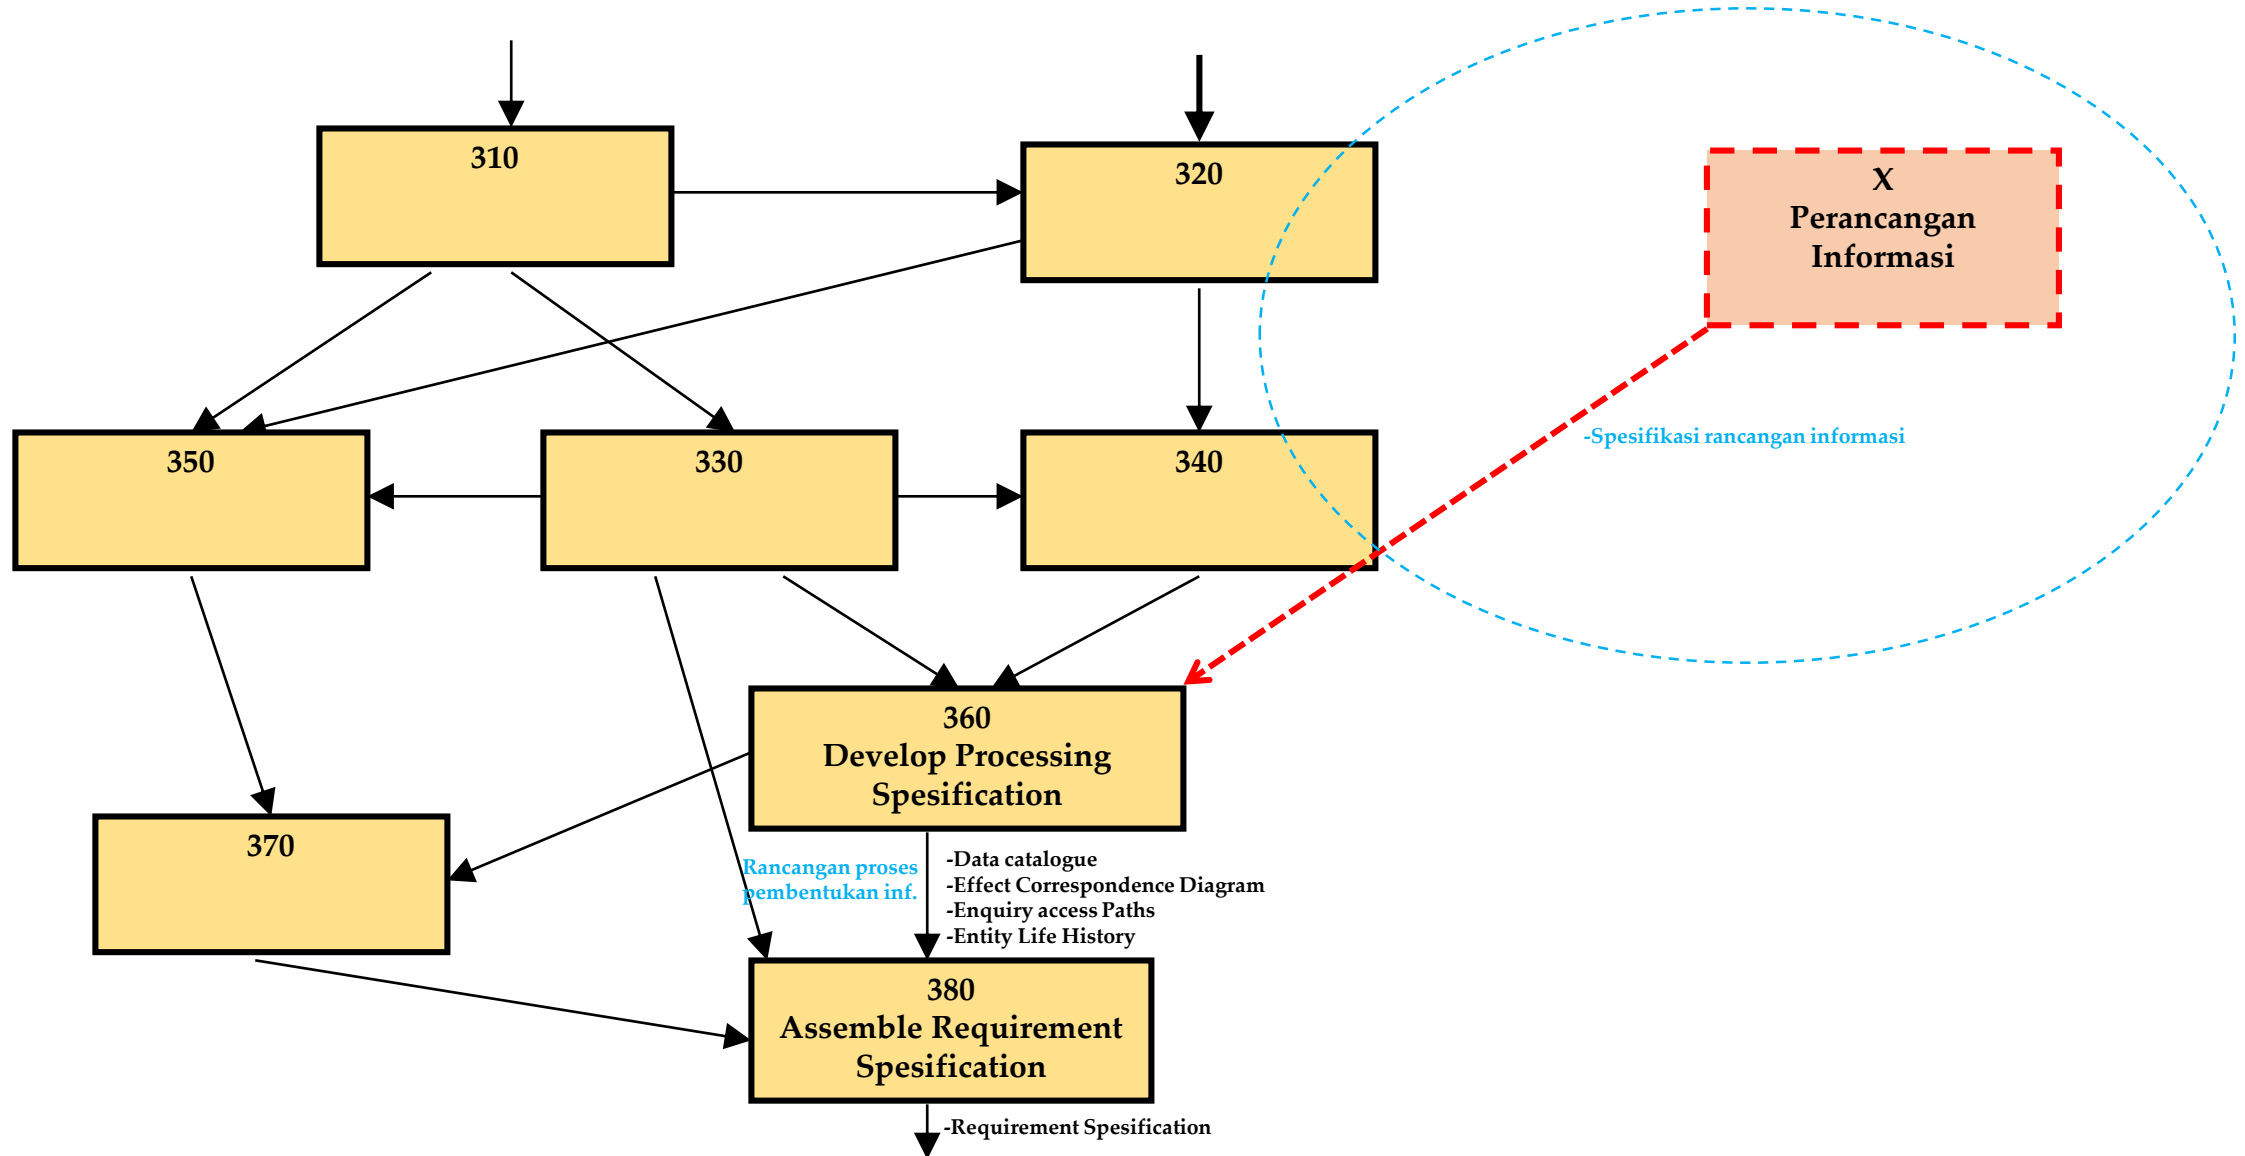 310
320
X
Perancangan
Informasi
350
330
340
-Spesifikasi rancangan informasi
360
Develop Processing
Spesification
370
Rancangan proses
pembentukan inf.
-Data catalogue
-Effect Correspondence Diagram
-Enquiry access Paths
-Entity Life History
380
Assemble Requirement
Spesification
-Requirement Spesification